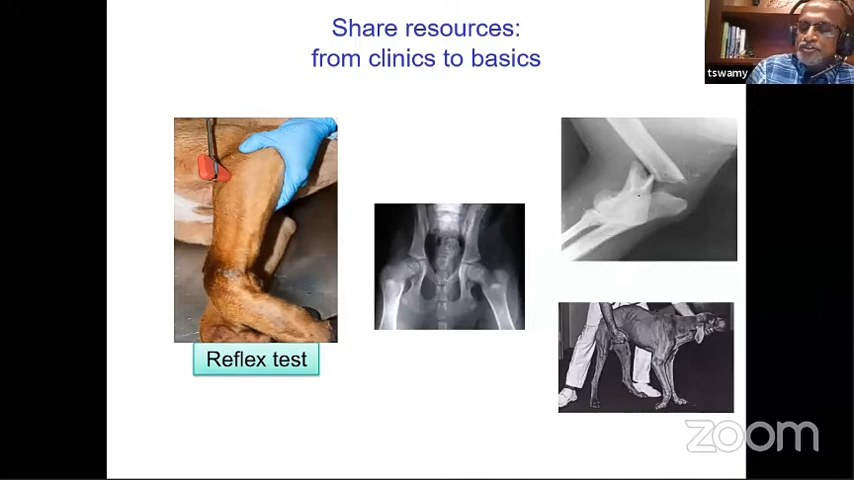 Share resources:
from clinics to basics
tswamy
Reflex test
zoom